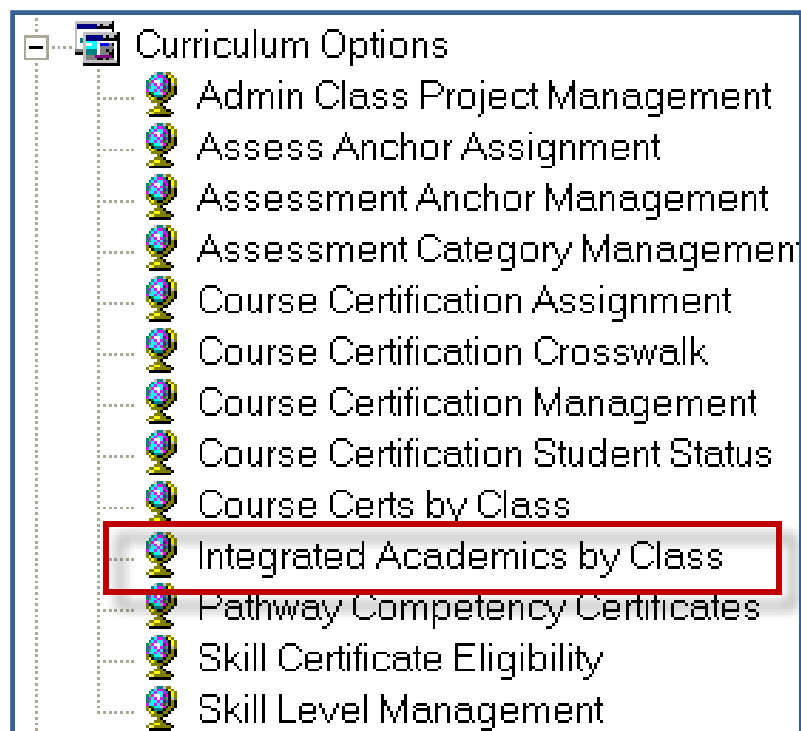 Curriculum Options
Admin Class Project Management
Assess Anchor Assignment
Assessment Anchor Management
Assessment Category Managemen
Course Certification Assignment
Course Certification Crosswalk
Course Certification Management
Course Certification Student Status
Course Certs by Class
Integrated Academics by Class
Pathway Competency Certificates
Skill Certificate Eligibility
Skill Level Management